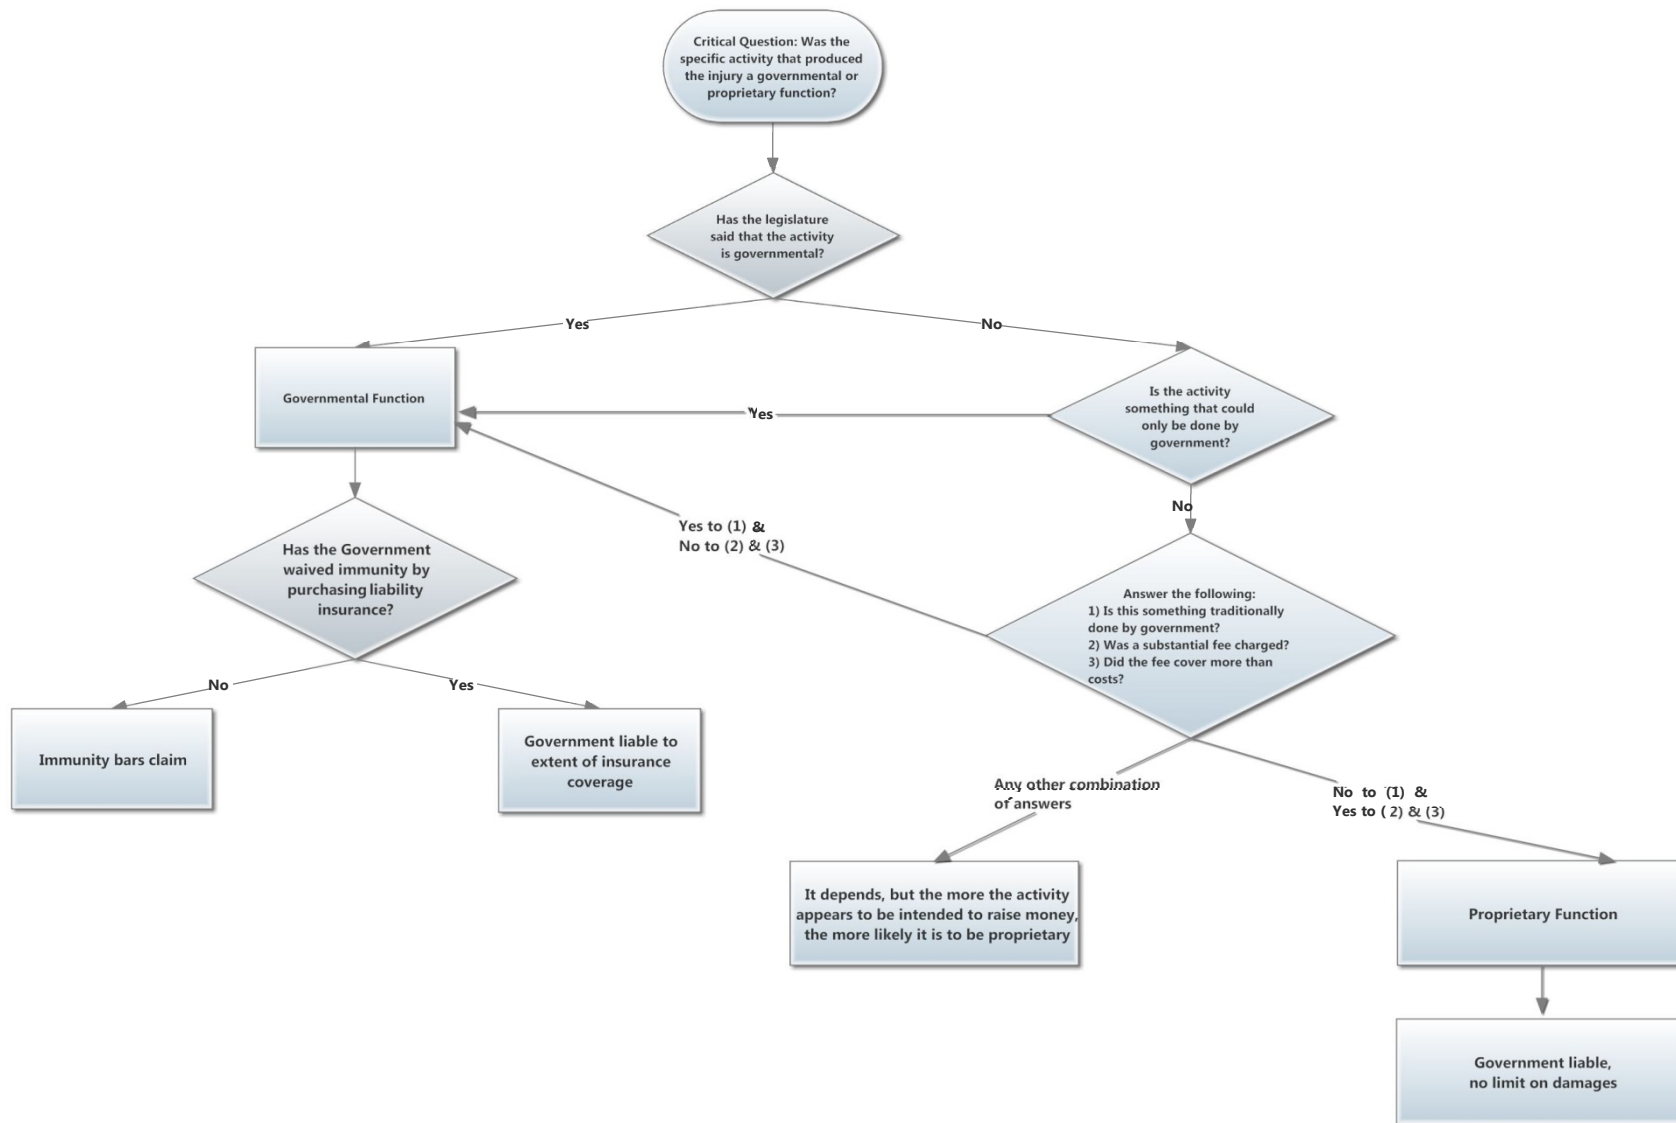 Critical Question: Was the
specific activity that produced
the injury a governmental or
proprietary function?
Has the legislature
said that the activity
is governmental?
Yes
No
Governmental Function
Yes
Is the activity
something that could
only be done by
government?
No
Yes to (1) &
No to (2) & (3)
Has the Government
waived immunity by
purchasing liability
insurance?
Answer the following:
1) Is this something traditionally
done by government?
2) Was a substantial fee charged?
3) Did the fee cover more than
costs?
No
Yes
Immunity bars claim
Government liable to
extent of insurance
coverage
Any other combination
of answers
No to (1) &
Yes to ( 2) & (3)
It depends, but the more the activity
appears to be intended to raise money,
the more likely it is to be proprietary
Proprietary Function
Government liable,
no limit on damages